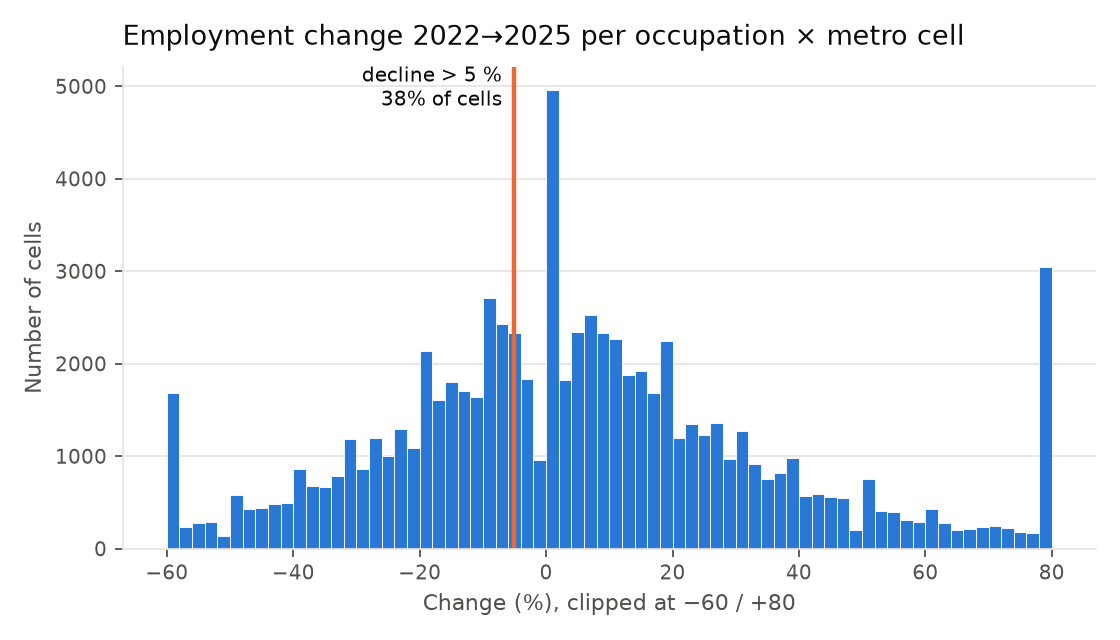 Employment change 2022→2025 per occupation × metro cell
decline > 5 %
38% of cells
5000
4000
3000
2000
1000
0
Number of cells
−60
−40
−20
0
20
40
60
80
Change (%), clipped at −60 / +80